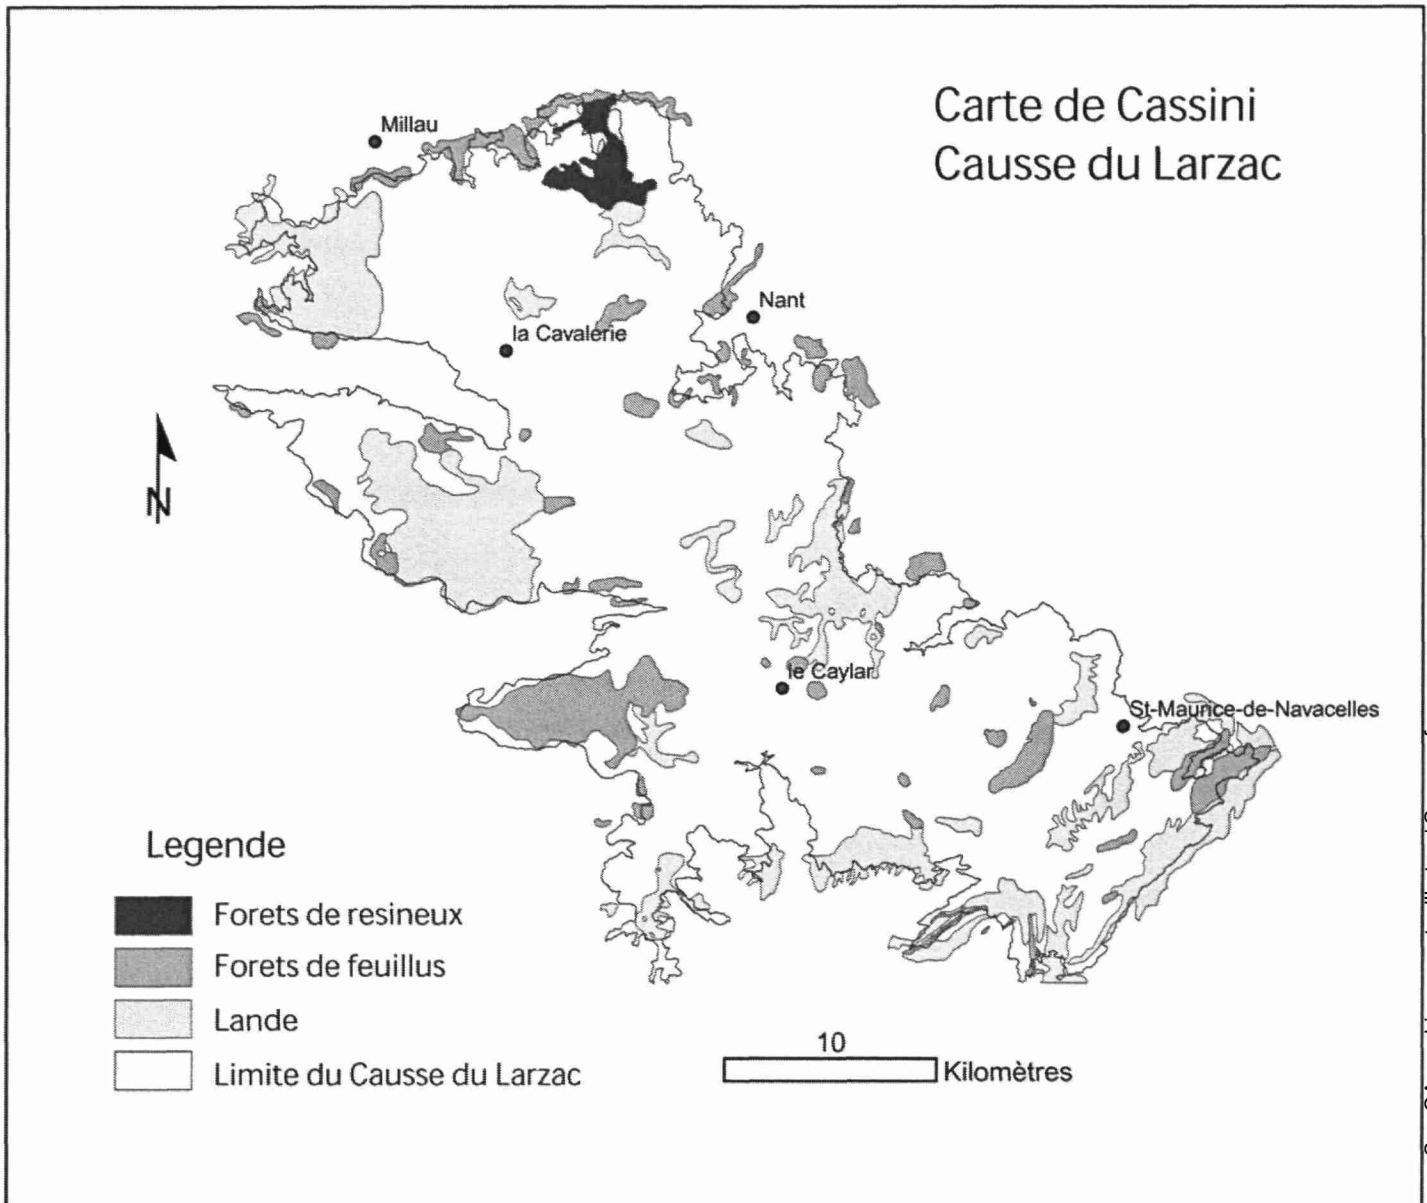 Carte de Cassini
Causse du Larzac
Millau
Nant
la Cavalerie
N
le Caylar
St-Maurice-de-Navacelles
Legende
Forets de resineux
Forets de feuillus
Lande
Limite du Causse du Larzac
10
Kilomètres